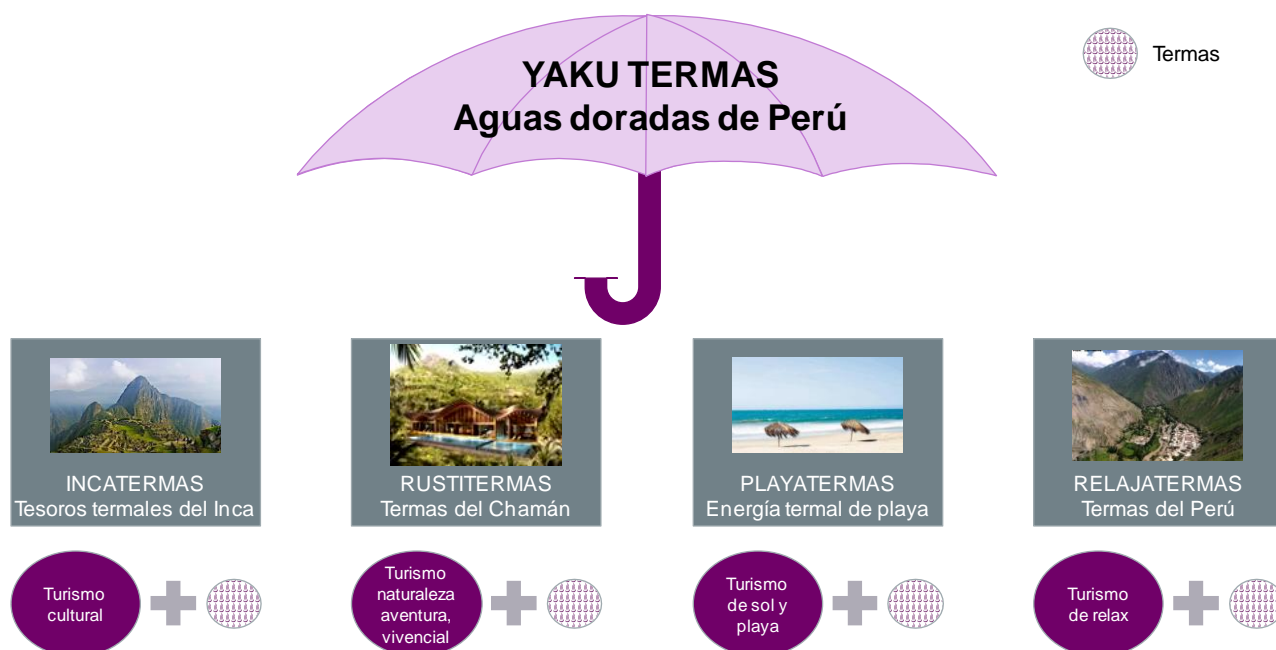 YAKU TERMAS
Aguas doradas de Perú
Termas
INCATERMAS
Tesoros termales del Inca
RUSTITERMAS
Termas del Chamán
PLAYATERMAS
Energía termal de playa
RELAJATERMAS
Termas del Perú
Turismo
cultural
Turismo
naturaleza
aventura,
vivencial
Turismo
de sol y
playa
Turismo
de relax